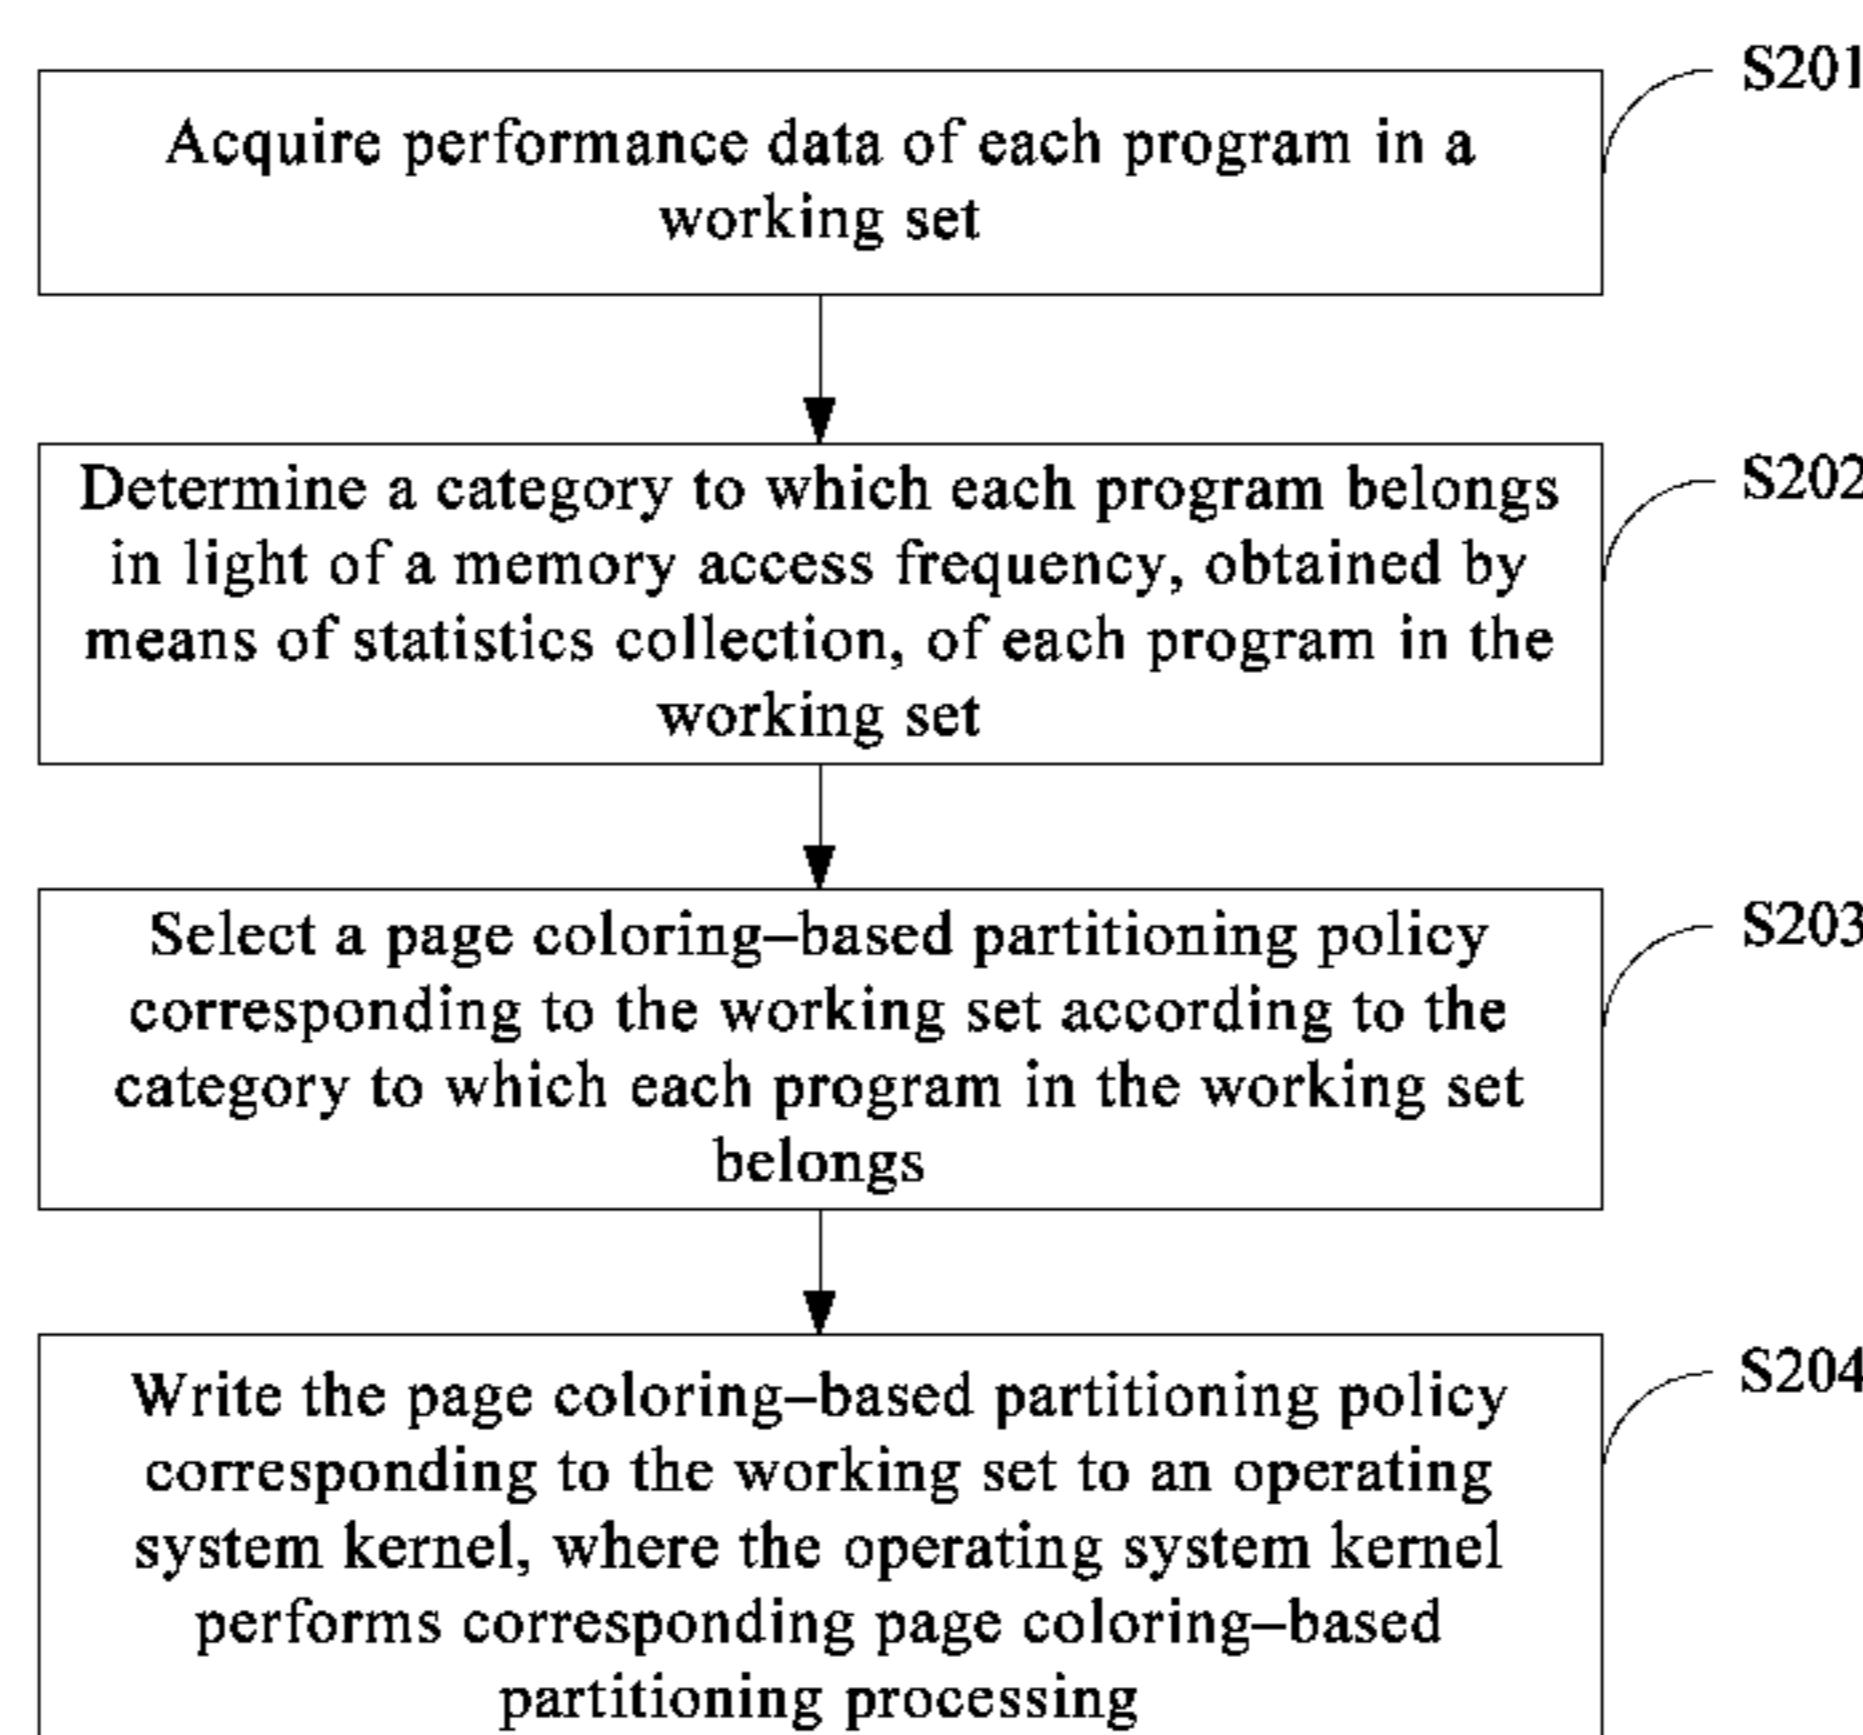 S201
Acquire performance data of each program in a
working set
S202
Determine a category to which each program belongs
in light of a memory access frequency, obtained by
means of statistics collection, of each program in the
working set
S203
Select a page coloring–based partitioning policy
corresponding to the working set according to the
category to which each program in the working set
belongs
S204
Write the page coloring–based partitioning policy
corresponding to the working set to an operating
system kernel, where the operating system kernel
performs corresponding page coloring–based
partitioning processing